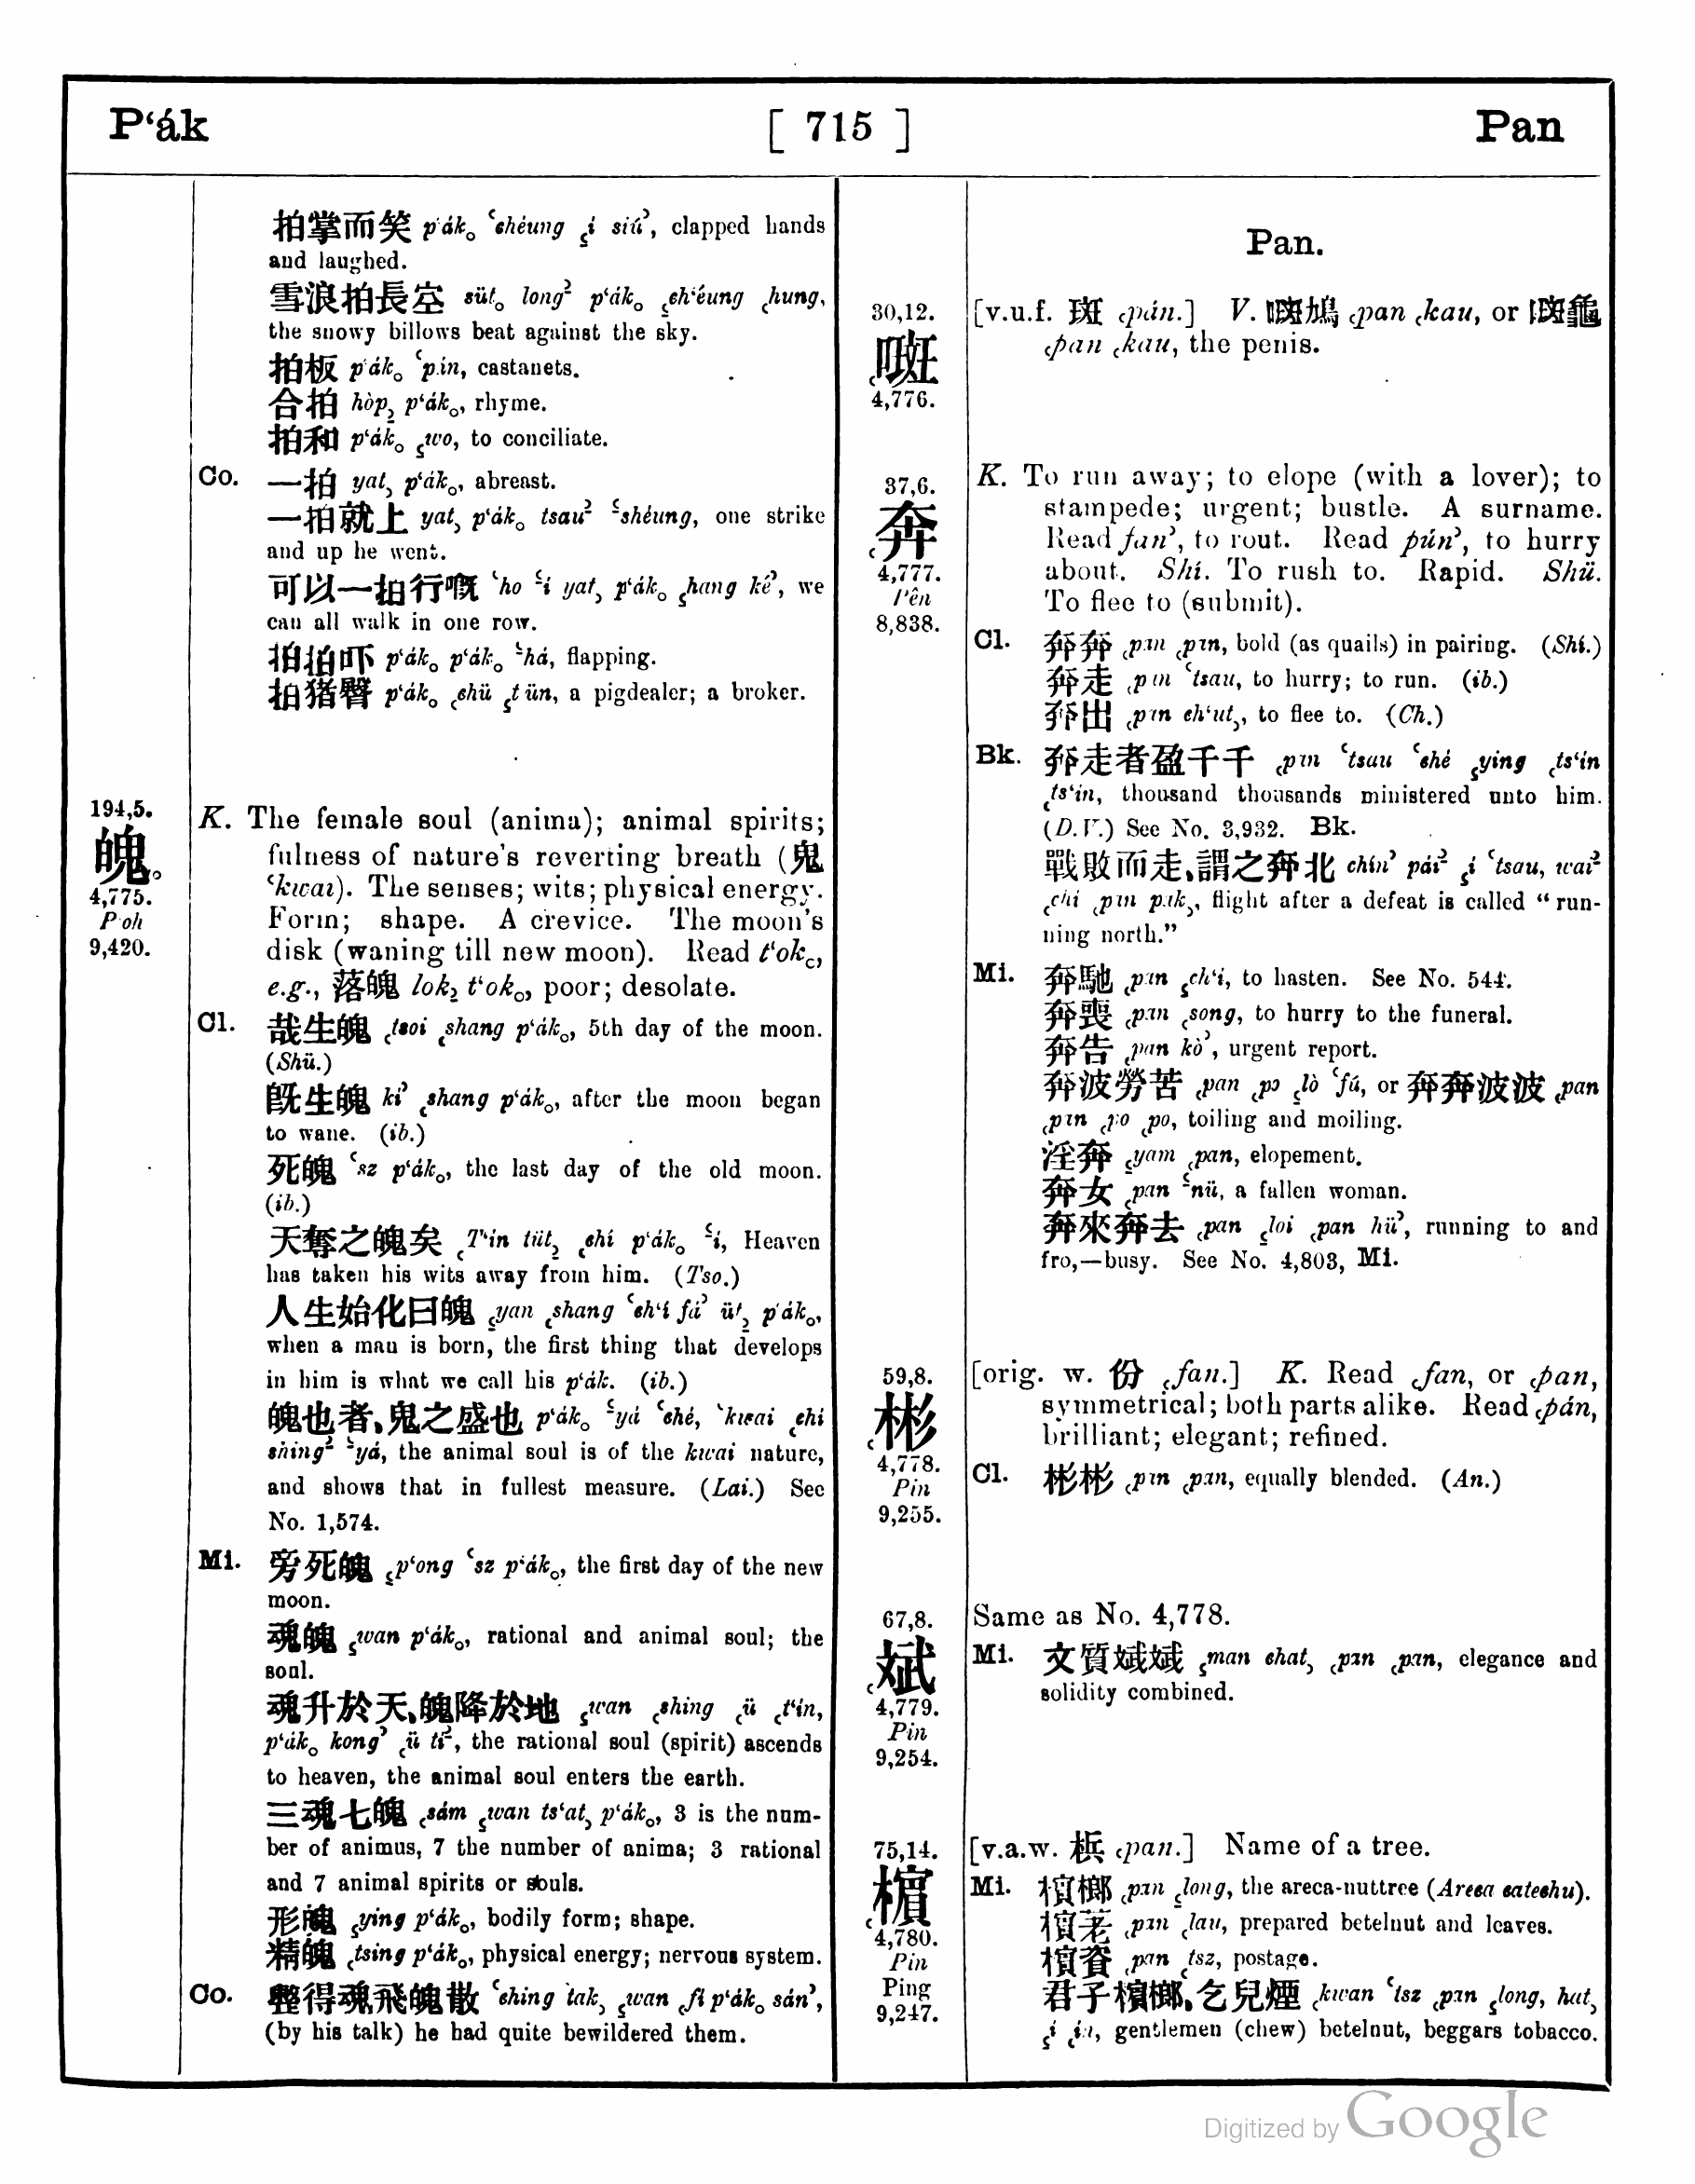 P‘ák
[ 715 ]
Pan
拍掌而笑 p‘ák꜀ ꜂chéung ꜁í siú꜄, clapped hands
and laughed.
雪浪拍長空 süt꜀ long꜅ p‘ák꜀ ꜁ch‘éung ꜀hung,
the snowy billows beat against the sky.
拍板 p‘ák꜀ ꜂pán, castanets.
合拍 hòp꜇ p‘ák꜀, rhyme.
拍和 p‘ák꜀ ꜁wo, to conciliate.
Co. 一拍 yat꜆ p‘ák꜀, abreast.
一拍就上 yat꜆ p‘ák꜀ tsau꜅ ꜃shéung, one strike
and up he went.
可以一拍行嘅 ꜂ho ꜃i yat꜆ p‘ák꜀ ꜁hang kê꜄, we
can all walk in one row.
拍拍吓 p‘ák꜀ p‘ák꜀ ꜃há, flapping.
拍猪臀 p‘ák꜀ ꜀chü ꜁t‘ün, a pigdealer; a broker.
194,5.
魄
4,775.
P‘oh
9,420.
K. The female soul (anima); animal spirits;
fulness of nature's reverting breath (鬼
꜂kwai). The senses; wits; physical energy.
Form; shape. A crevice. The moon's
disk (waning till new moon). Read t‘ok꜀,
e.g., 落魄 lok꜇ t‘ok꜀, poor; desolate.
Cl. 哉生魄 ꜀tsoi ꜀shang p‘ák꜀, 5th day of the moon.
(Shü.)
旣生魄 kí꜄ ꜀shang p‘ák꜀, after the moon began
to wane. (ib.)
死魄 ꜂sz p‘ák꜀, the last day of the old moon.
(ib.)
天奪之魄矣 ꜀T‘ín tüt꜇ ꜀chí p‘ák꜀ ꜃i, Heaven
has taken his wits away from him. (Tso.)
人生始化曰魄 ꜁yan ꜀shang ꜂ch‘í fá꜄ üt꜇ p‘ák꜀,
when a man is born, the first thing that develops
in him is what we call his p‘ák. (ib.)
魄也者、鬼之盛也 p‘ák꜀ ꜃yá ꜂ché, ꜂kwai ꜀chí
shing꜅ ꜃yá, the animal soul is of the kwai nature,
and shows that in fullest measure. (Lai.) See
No. 1,574.
Mi. 旁死魄 ꜁p‘ong ꜂sz p‘ák꜀, the first day of the new
moon.
魂魄 ꜁wan p‘ák꜀, rational and animal soul; the
soul.
魂升於天、魄降於地 ꜁wan ꜀shing ꜀ü ꜀t‘ín,
p‘ák꜀ kong꜄ ꜀ü tí꜅, the rational soul (spirit) ascends
to heaven, the animal soul enters the earth.
三魂七魄 ꜀sám ꜁wan ts‘at꜆ p‘ák꜀, 3 is the num-
ber of animus, 7 the number of anima; 3 rational
and 7 animal spirits or souls.
形魄 ꜁ying p‘ák꜀, bodily form; shape.
精魄 ꜀tsing p‘ák꜀, physical energy; nervous system.
Co. 整得魂飛魄散 ꜂ching tak꜆ ꜁wan ꜀fi p‘ák꜀ sán꜄,
(by his talk) he had quite bewildered them.
Pan.
30,12.
4,776.
[v.u.f. 斑 ꜀pán.] V. 鳩 ꜀pan ꜀kau, or 龜
꜀pan ꜀kau, the penis.
37,6.
奔
4,777.
Pên
8,838.
K. To run away; to elope (with a lover); to
stampede; urgent; bustle. A surname.
Read fan꜄, to rout. Read pún꜄, to hurry
about. Shí. To rush to. Rapid. Shü.
To flee to (submit).
Cl. 奔奔 ꜀pan ꜀pan, bold (as quails) in pairing. (Shí.)
奔走 ꜀pan ꜂tsau, to hurry; to run. (ib.)
奔出 ꜀pan ch‘ut꜆, to flee to. (Ch.)
Bk. 奔走者盈千千 ꜀pan ꜂tsau ꜂ché ꜁ying ꜀ts‘ín
꜀ts‘ín, thousand thousands ministered unto him.
(D.V.) See No. 3,932. Bk.
戰敗而走、謂之奔北 chín꜄ pái꜅ ꜁í ꜂tsau, wai꜅
꜀chí ꜀pan pak꜆, flight after a defeat is called “run-
ning north.”
Mi. 奔馳 ꜀pan ꜁ch‘í, to hasten. See No. 544.
奔喪 ꜀pan ꜀song, to hurry to the funeral.
奔告 ꜀pan kò꜄, urgent report.
奔波勞苦 ꜀pan ꜀po ꜁lò ꜂fú, or 奔奔波波 ꜀pan
꜀pan ꜀po ꜀po, toiling and moiling.
淫奔 ꜁yam ꜀pan, elopement.
奔女 ꜀pan ꜃nü, a fallen woman.
奔來奔去 ꜀pan ꜁loi ꜀pan hü꜄, running to and
fro,—busy. See No. 4,803, Mi.
59,8.
彬
4,778.
Pin
9,255.
[orig. w. 份 ꜀fan.] K. Read ꜀fan, or ꜀pan,
symmetrical; both parts alike. Read ꜀pán,
brilliant; elegant; refined.
Cl. 彬彬 ꜀pan ꜀pan, equally blended. (An.)
67,8.
斌
4,779.
Pin
9,254.
Same as No. 4,778.
Mi. 文質斌斌 ꜁man chat꜆ ꜀pan ꜀pan, elegance and
solidity combined.
75,14.
檳
4,780.
Pin
Ping
9,247.
[v.a.w. 梹 ꜀pan.] Name of a tree.
Mi. 檳榔 ꜀pan ꜁long, the areca-nuttree (Areca catechu).
檳荖 ꜀pan ꜀lau, prepared betelnut and leaves.
檳資 ꜀pan ꜀tsz, postage.
君子檳榔、乞兒煙 ꜀kwan ꜂tsz ꜀pan ꜁long, hat꜆
꜁í ꜀ín, gentlemen (chew) betelnut, beggars tobacco.
Digitized by Google